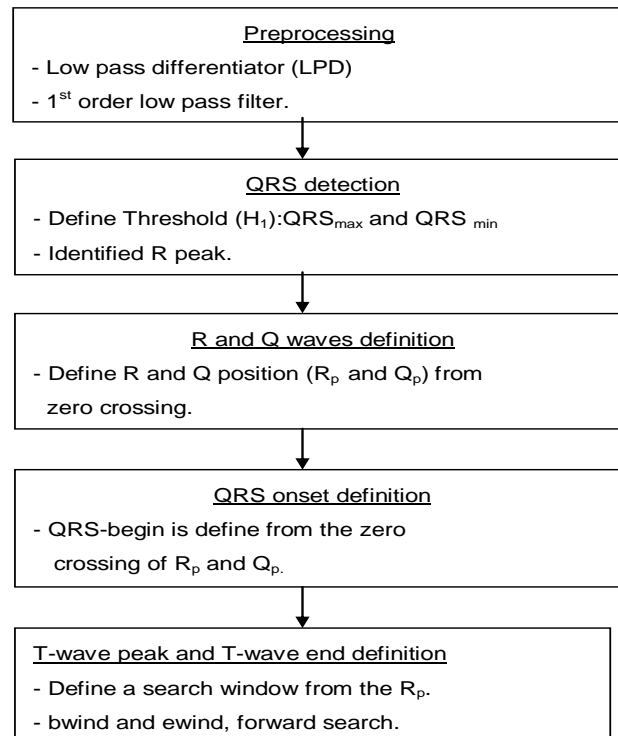 Preprocessing
- Low pass differentiator (LPD)
- 1st order low pass filter.
QRS detection
- Define Threshold (H1):QRSmax and QRS min
- Identified R peak.
R and Q waves definition
- Define R and Q position (Rp and Qp) from
zero crossing.
QRS onset definition
- QRS-begin is define from the zero
crossing of Rp and Qp.
T-wave peak and T-wave end definition
- Define a search window from the Rp.
- bwind and ewind, forward search.